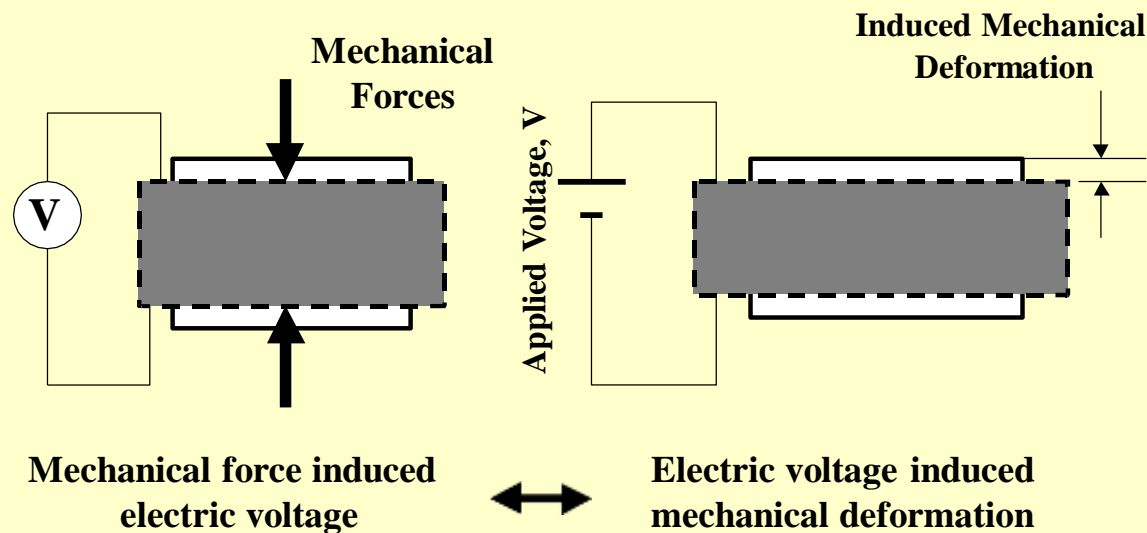 Mechanical
Forces
V
Mechanical force induced
electric voltage
Induced Mechanical
Deformation
Applied Voltage, V
Electric voltage induced
mechanical deformation